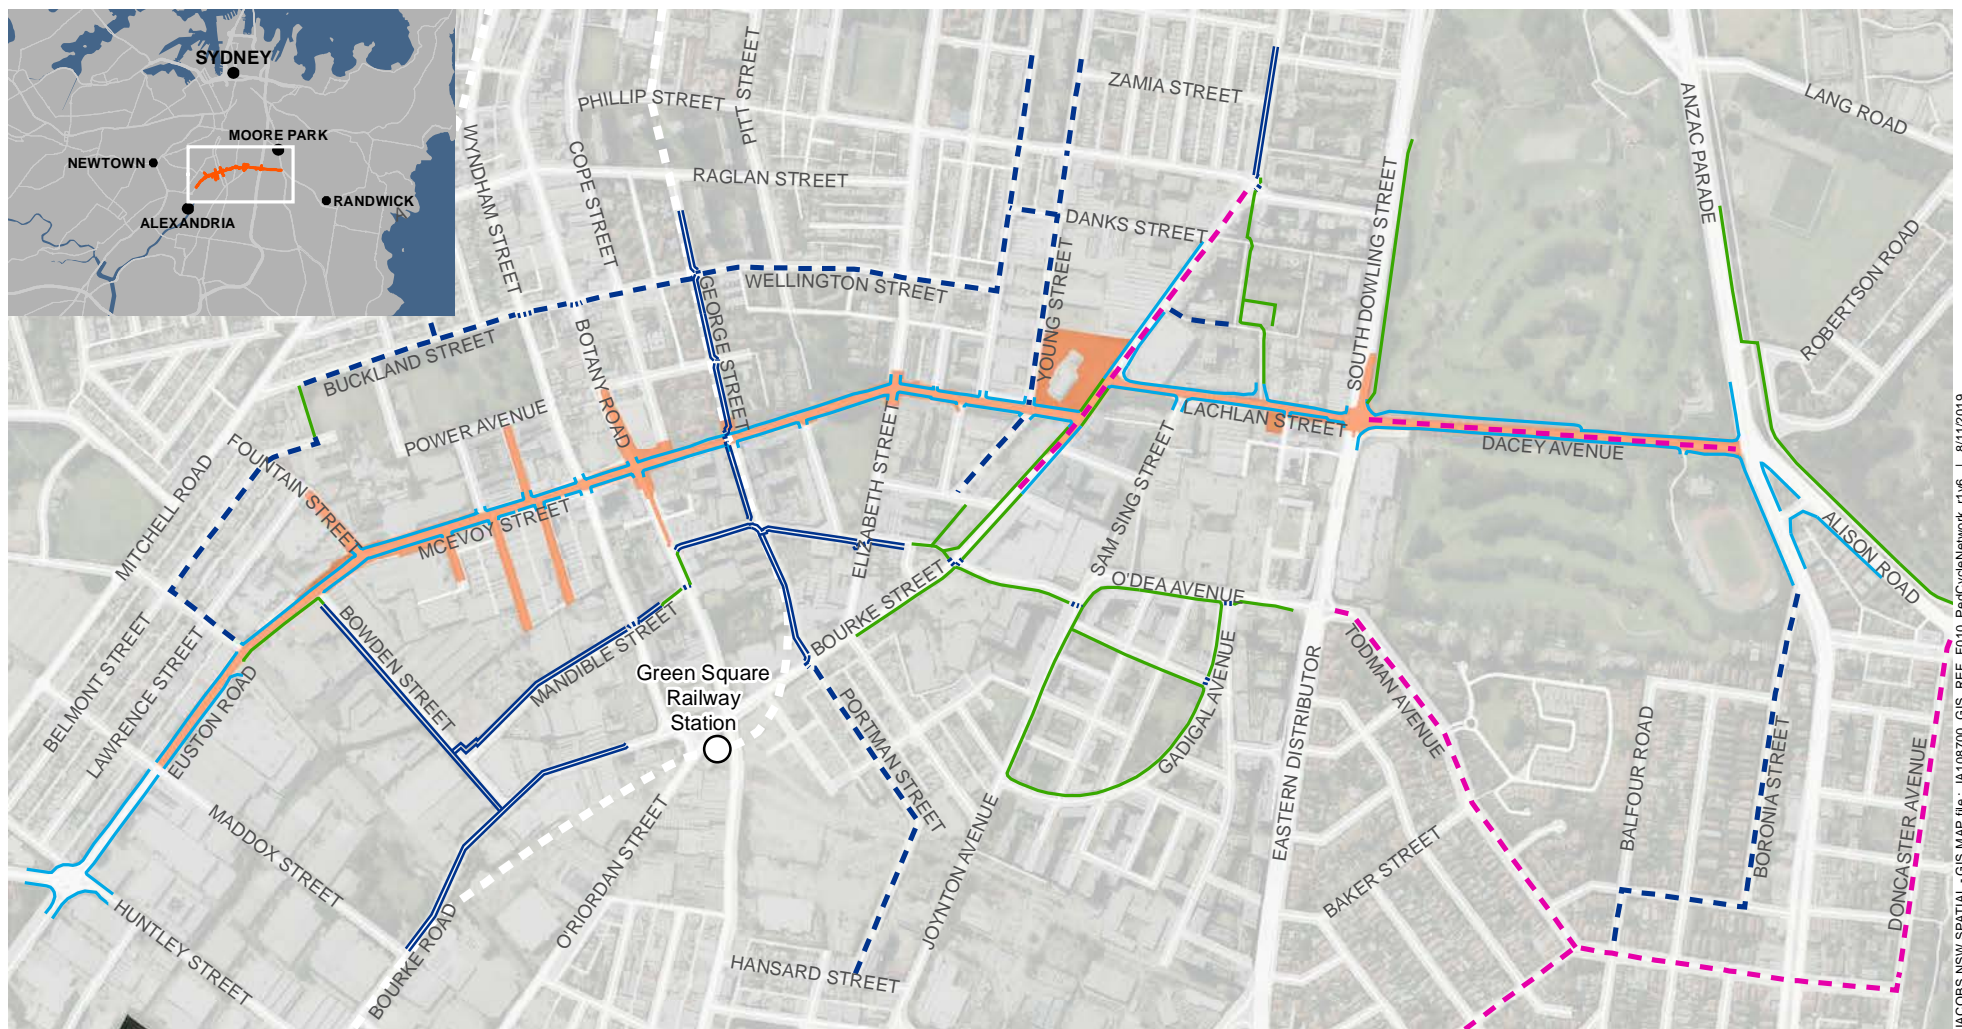 SYDNEY
MOORE PARK
NEWTOWN
RANDWICK
ALEXANDRIA
WYNDHAM STREET
COPE STREET
PHILLIP STREET
PITT STREET
RAGLAN STREET
ZAMIA STREET
DANKS STREET
YOUNG STREET
SOUTH DOWLING STREET
ANZAC PARADE
LANG ROAD
ROBERTSON ROAD
WELLINGTON STREET
GEORGE STREET
BUCKLAND STREET
BOTANY ROAD
POWER AVENUE
FOUNTAIN STREET
MITCHELL ROAD
MCEVOY STREET
ELIZABETH STREET
LACHLAN STREET
SAM SING STREET
DACEY AVENUE
ALISON ROAD
BELMONT STREET
LAWRENCE STREET
EUSTON ROAD
BOWDEN STREET
MANDIBLE STREET
Green Square
Railway
Station
BOURKE STREET
O'DEA AVENUE
GADIGAL AVENUE
PORTMAN STREET
EASTERN DISTRIBUTOR
TODMAN AVENUE
BALFOUR ROAD
BORONIA STREET
DONCASTER AVENUE
MADDOX STREET
HUNTLEY STREET
BOURKE ROAD
O'RIORDAN STREET
HANSARD STREET
JOYNTON AVENUE
BAKER STREET